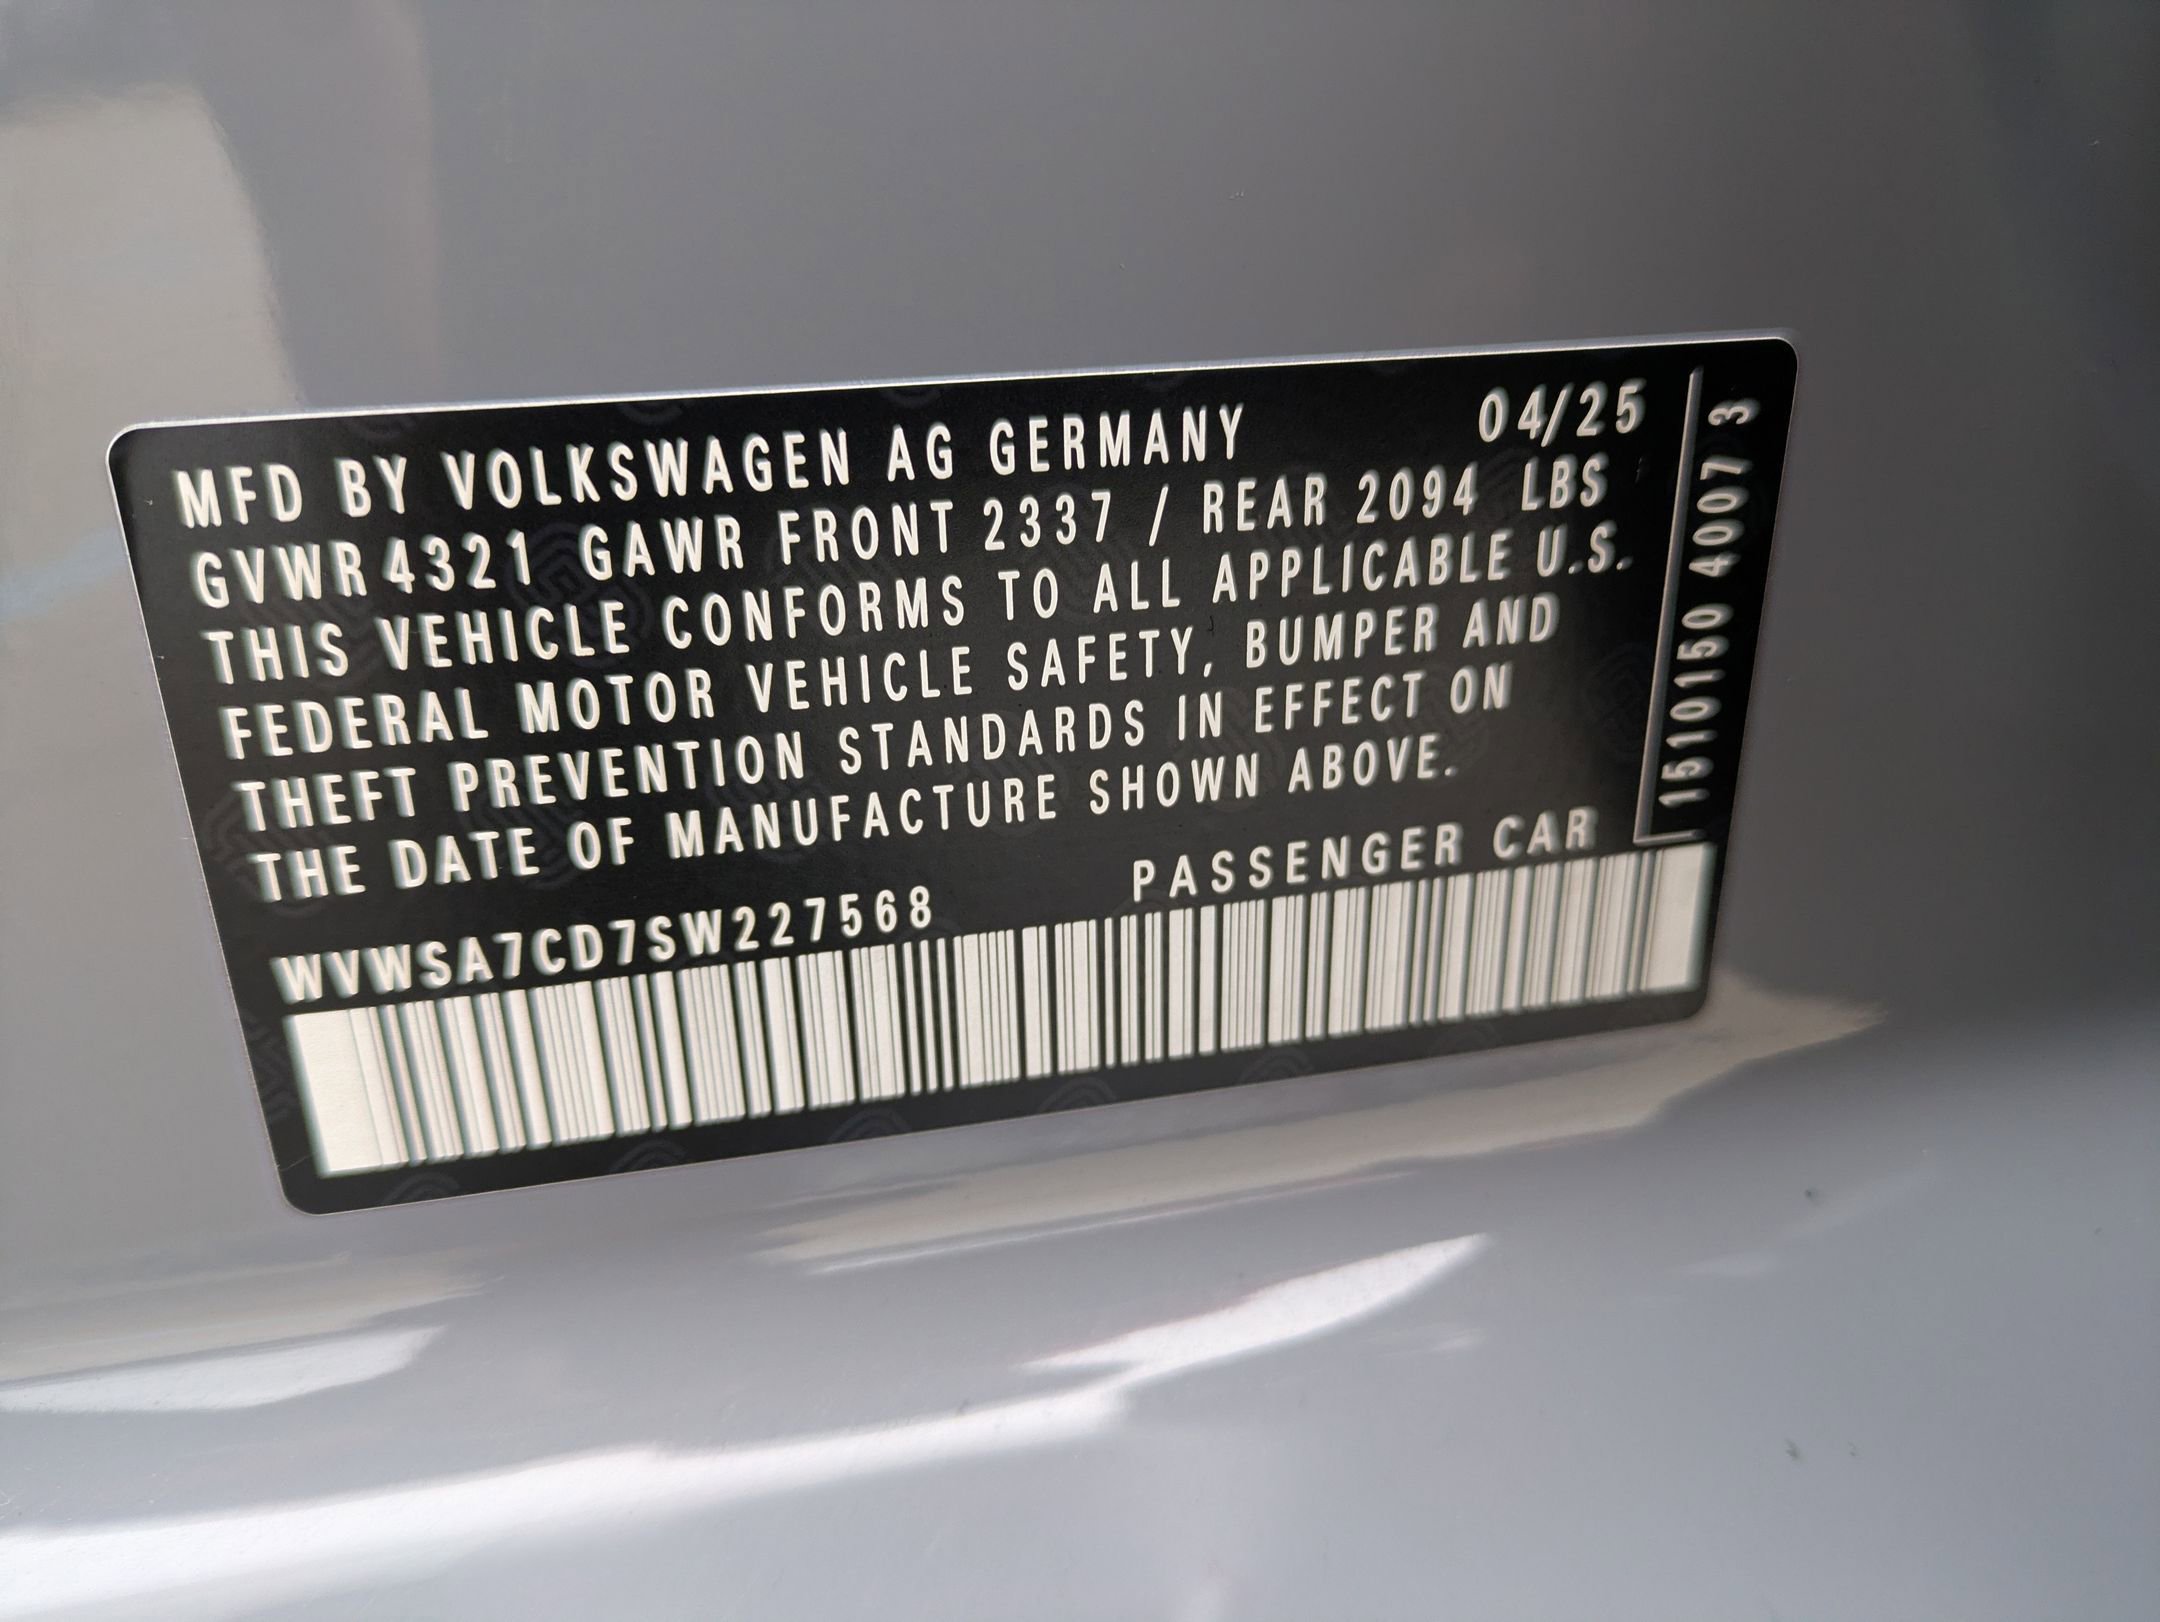 MFD BY VOLKSWAGEN AG GERMANY 04/25
GVWR 4321 GAWR FRONT 2337 / REAR 2094 LBS
THIS VEHICLE CONFORMS TO ALL APPLICABLE U.S.
FEDERAL MOTOR VEHICLE SAFETY, BUMPER AND
THEFT PREVENTION STANDARDS IN EFFECT ON
THE DATE OF MANUFACTURE SHOWN ABOVE.
PASSENGER CAR
WVWSA7CD7SW227568
1510150 4007 3